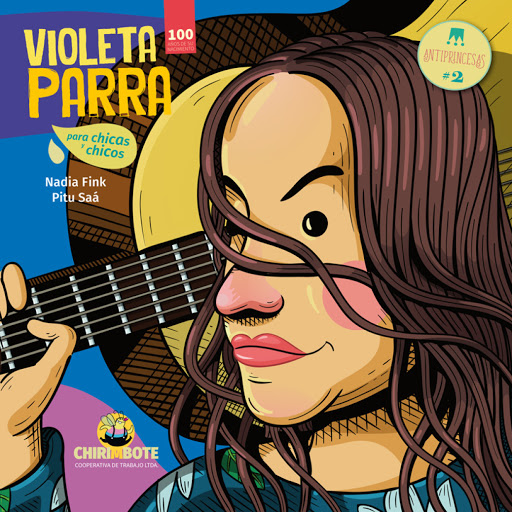 VIOLETA
PARRA
100
AÑOS DE SU
NACIMIENTO
para chicas
y
chicos
Nadia Fink
Pitu Saá
ANTIPRINCESAS
#2
CHIRIMBOTE
COOPERATIVA DE TRABAJO LTDA.